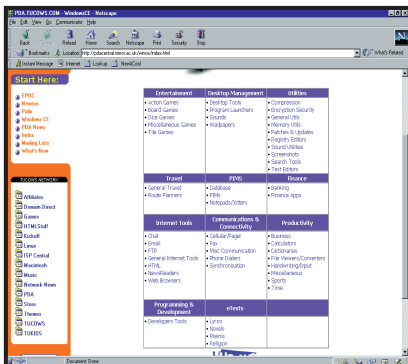 PDA.TUCOWS.COM - WindowsCE - Netscape
File Edit View Go Communicator Help
Back Forward Reload Home Search Netscape Print Security Stop
Bookmarks Location: http://pdacentral.mirror.ac.uk/wince/index.html What's Related
Instant Message Internet Lookup New&Cool
Start Here:
EPOC
Newton
Palm
Windows CE
PDA News
Index
Mailing Lists
What's New
TUCOWS NETWORK
Affiliates
Domain Direct
Games
HTMLStuff
Kickoff
Linux
ISP Central
Macintosh
Music
Network News
PDA
Store
Themes
TUCOWS
TUKIDS
Entertainment
• Action Games
• Board Games
• Dice Games
• Miscellaneous Games
• Tile Games
Desktop Management
• Desktop Tools
• Program Launchers
• Sounds
• Wallpapers
Utilities
• Compression
• Encryption Security
• General Utils
• Memory Utils
• Patches & Updates
• Registry Editors
• Sound Utilities
• Screenshots
• Search Tools
• Text Editors
Travel
• General Travel
• Route Planners
PIMS
• Database
• PIMs
• Notepads/Jotters
Finance
• Banking
• Finance Apps
Internet Tools
• Chat
• Email
• FTP
• General Internet Tools
• HTML
• NewsReaders
• Web Browsers
Communications &
Connectivity
• Cellular/Pager
• Fax
• Misc Communication
• Phone Dialers
• Synchronisation
Productivity
• Business
• Calculators
• Dictionaries
• File Viewers/Converters
• Handwriting/Input
• Miscellaneous
• Sports
• Time
Programming &
Development
• Developers Tools
eTexts
• Lyrics
• Novels
• Poems
• Religion
Document: Done